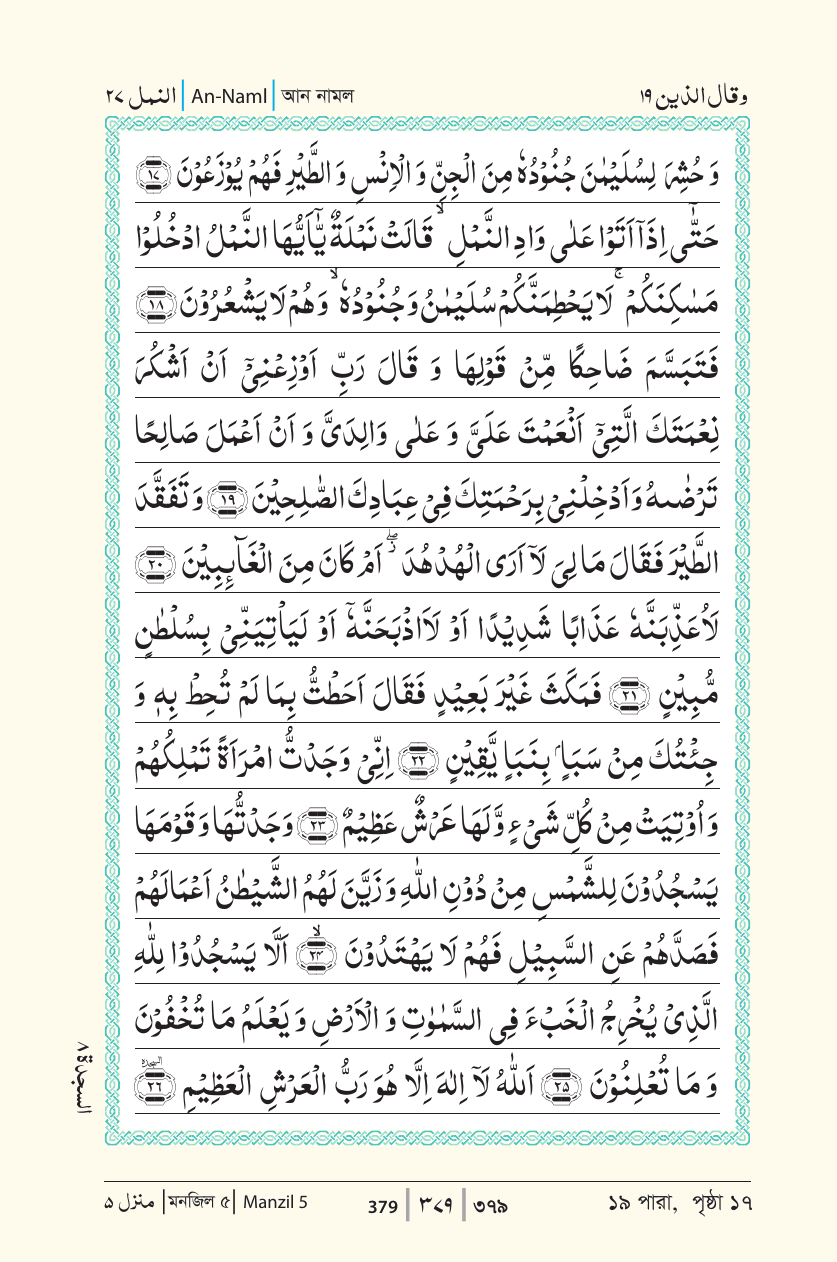 النمل ٢٧ | An-Naml | আন নামল وقال الذين ١٩
وَ حُشِرَ لِسُلَيْمٰنَ جُنُوْدُهٗ مِنَ الْجِنِّ وَ الْاِنْسِ وَ الطَّيْرِ فَهُمْ يُوْزَعُوْنَ ١٧
حَتّٰۤى اِذَاۤ اَتَوْا عَلٰى وَادِ النَّمْلِ ۙ قَالَتْ نَمْلَةٌ يّٰۤاَيُّهَا النَّمْلُ ادْخُلُوْا
مَسٰكِنَكُمْ ۚ لَا يَحْطِمَنَّكُمْ سُلَيْمٰنُ وَ جُنُوْدُهٗ ۙ وَ هُمْ لَا يَشْعُرُوْنَ ١٨
فَتَبَسَّمَ ضَاحِكًا مِّنْ قَوْلِهَا وَ قَالَ رَبِّ اَوْزِعْنِيْۤ اَنْ اَشْكُرَ
نِعْمَتَكَ الَّتِيْۤ اَنْعَمْتَ عَلَيَّ وَ عَلٰى وَالِدَيَّ وَ اَنْ اَعْمَلَ صَالِحًا
تَرْضٰىهُ وَ اَدْخِلْنِيْ بِرَحْمَتِكَ فِيْ عِبَادِكَ الصّٰلِحِيْنَ ١٩ وَ تَفَقَّدَ
الطَّيْرَ فَقَالَ مَا لِيَ لَاۤ اَرَى الْهُدْهُدَ ۖ٘ اَمْ كَانَ مِنَ الْغَآئِبِيْنَ ٢٠
لَاُعَذِّبَنَّهٗ عَذَابًا شَدِيْدًا اَوْ لَاَاذْبَحَنَّهٗۤ اَوْ لَيَاْتِيَنِّيْ بِسُلْطٰنٍ
مُّبِيْنٍ ٢١ فَمَكَثَ غَيْرَ بَعِيْدٍ فَقَالَ اَحَطْتُّ بِمَا لَمْ تُحِطْ بِهٖ وَ
جِئْتُكَ مِنْ سَبَاٍۭ بِنَبَاٍ يَّقِيْنٍ ٢٢ اِنِّيْ وَجَدْتُّ امْرَاَةً تَمْلِكُهُمْ
وَ اُوْتِيَتْ مِنْ كُلِّ شَيْءٍ وَّ لَهَا عَرْشٌ عَظِيْمٌ ٢٣ وَجَدْتُّهَا وَ قَوْمَهَا
يَسْجُدُوْنَ لِلشَّمْسِ مِنْ دُوْنِ اللّٰهِ وَ زَيَّنَ لَهُمُ الشَّيْطٰنُ اَعْمَالَهُمْ
فَصَدَّهُمْ عَنِ السَّبِيْلِ فَهُمْ لَا يَهْتَدُوْنَ ۙ ٢٤ اَلَّا يَسْجُدُوْا لِلّٰهِ
الَّذِيْ يُخْرِجُ الْخَبْءَ فِى السَّمٰوٰتِ وَ الْاَرْضِ وَ يَعْلَمُ مَا تُخْفُوْنَ
وَ مَا تُعْلِنُوْنَ ٢٥ اَللّٰهُ لَاۤ اِلٰهَ اِلَّا هُوَ رَبُّ الْعَرْشِ الْعَظِيْمِ ٢٦ السجدة
السجدة ٨
منزل ٥ | মনজিল ৫ | Manzil 5 379 | ٣٧٩ | ৩৭৯ ১৯ পারা, পৃষ্ঠা ১৭